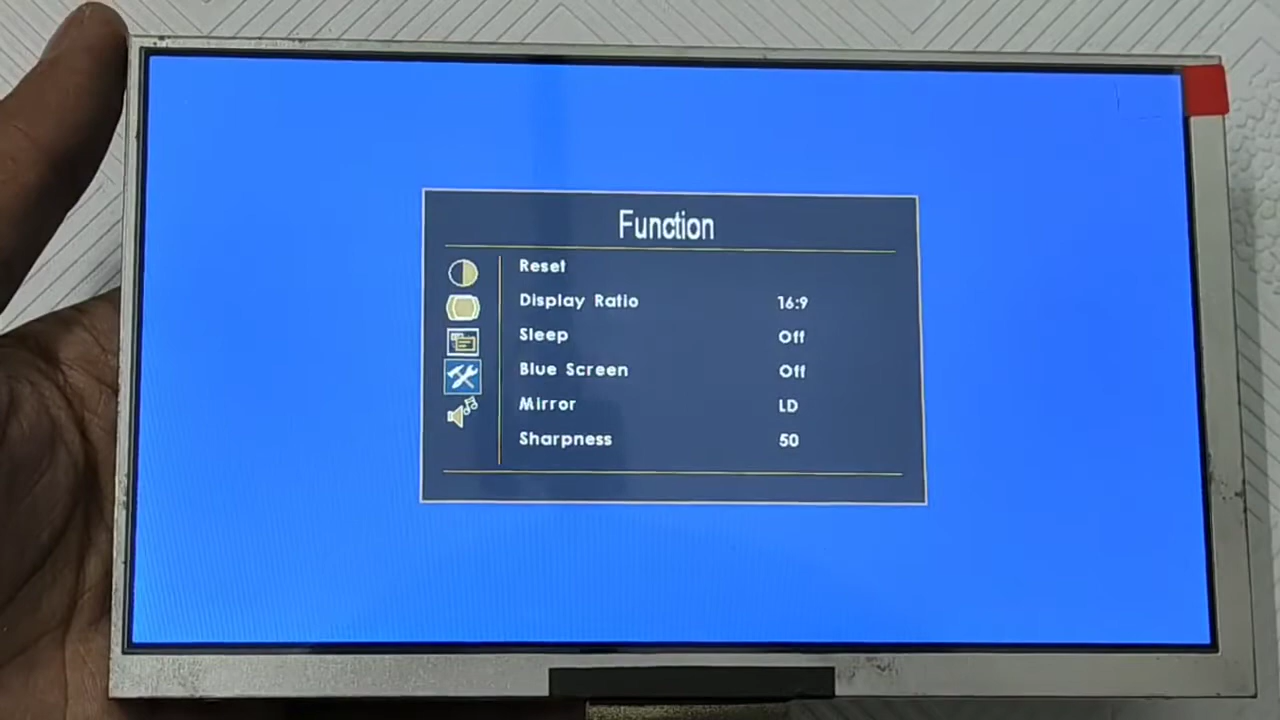 Function
Reset
Display Ratio 16:9
Sleep Off
Blue Screen Off
Mirror LD
Sharpness 50